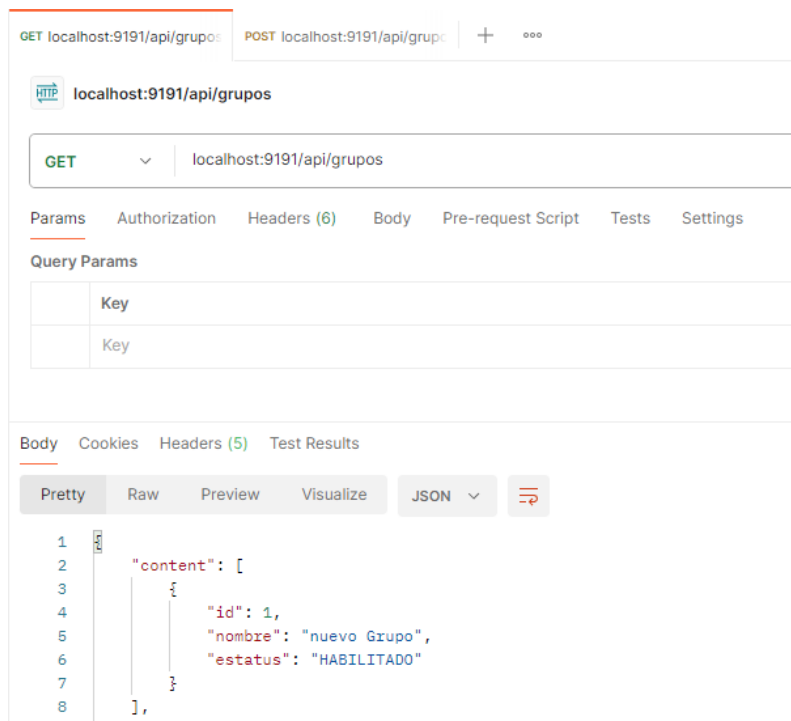 GET localhost:9191/api/grupos POST localhost:9191/api/grupo + ooo
HTTP localhost:9191/api/grupos
GET localhost:9191/api/grupos
Params Authorization Headers (6) Body Pre-request Script Tests Settings
Query Params
Key
Key
Body Cookies Headers (5) Test Results
Pretty Raw Preview Visualize JSON
1 {
2 "content": [
3 {
4 "id": 1,
5 "nombre": "nuevo Grupo",
6 "estatus": "HABILITADO"
7 }
8 ],